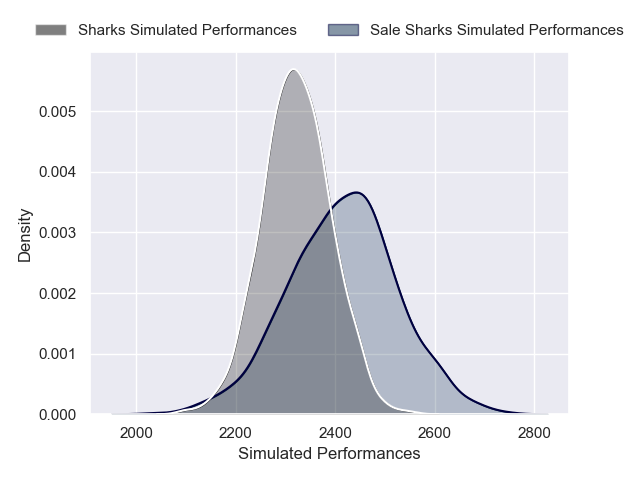 Sharks Simulated Performances
Sale Sharks Simulated Performances
0.005
0.004
0.003
0.002
0.001
0.000
Density
2000
2200
2400
2600
2800
Simulated Performances